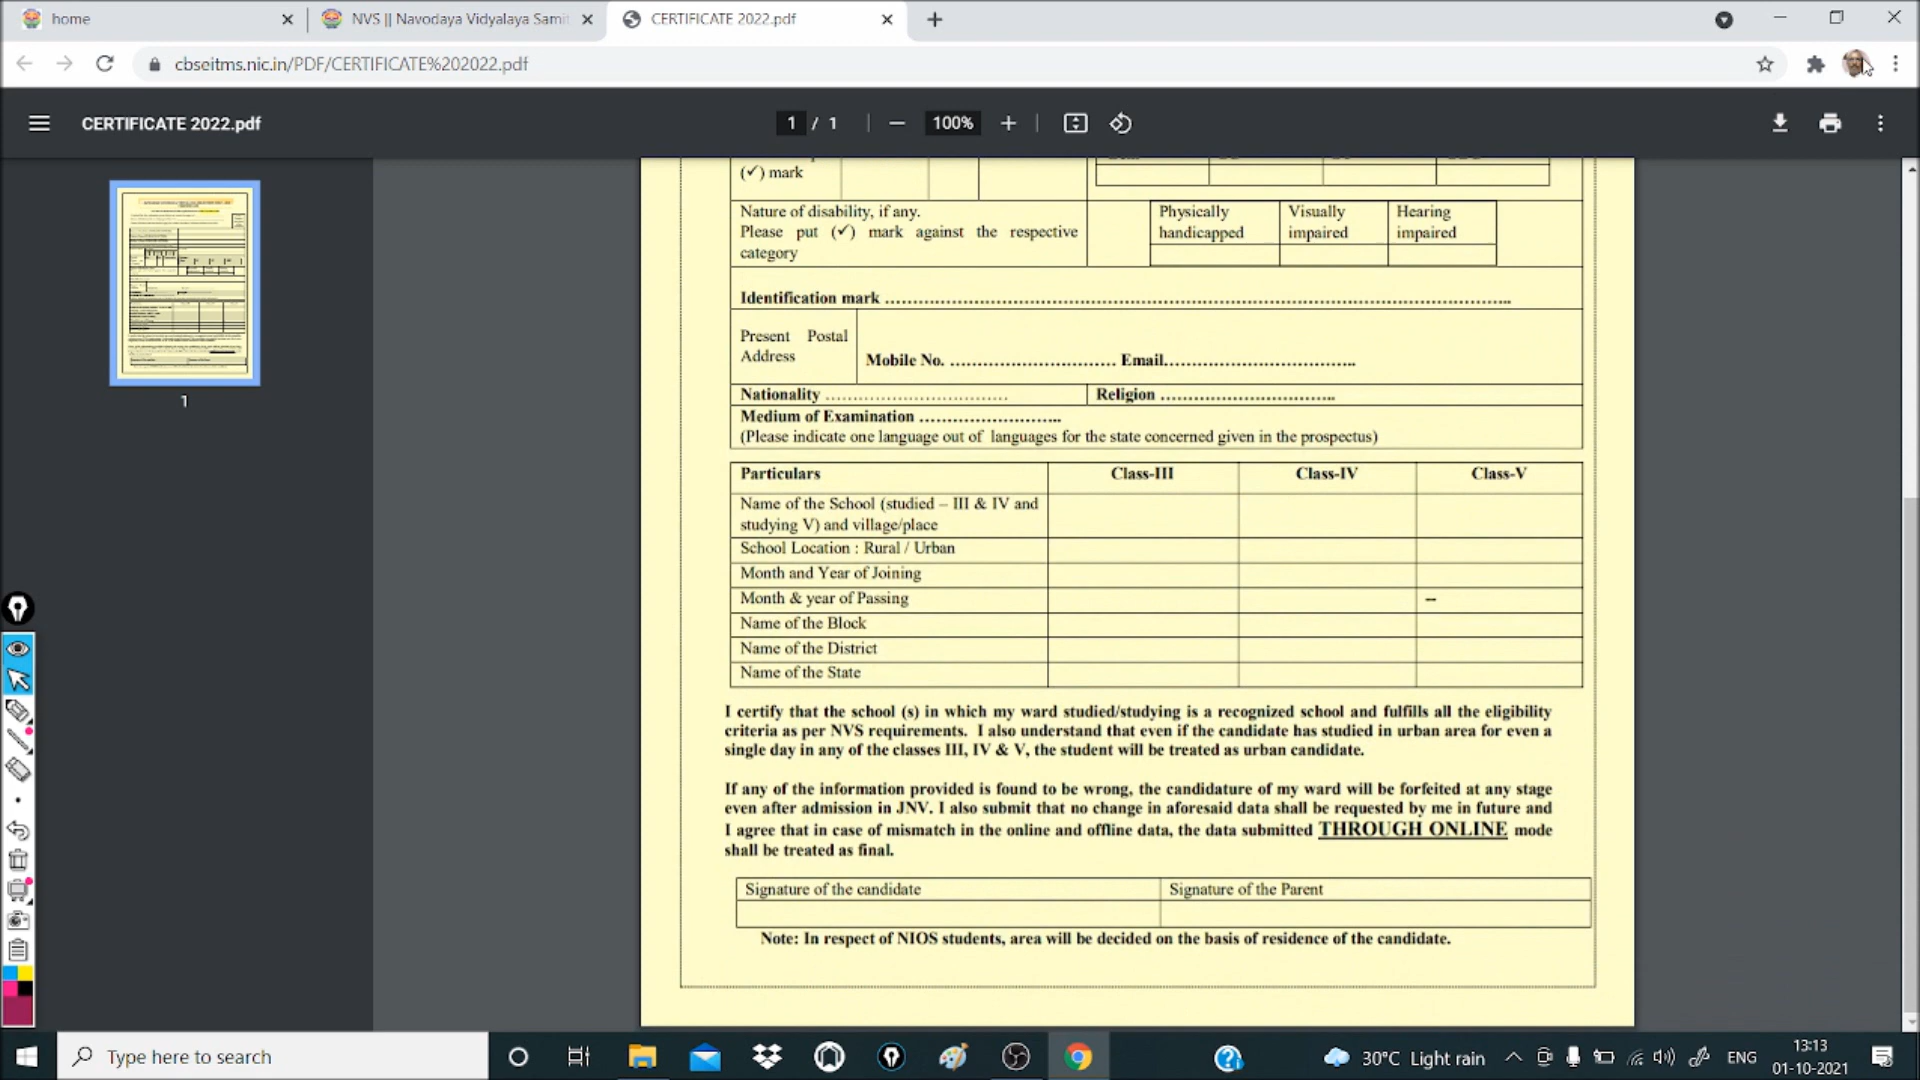 home
NVS || Navodaya Vidyalaya Samit
CERTIFICATE 2022.pdf
cbseitms.nic.in/PDF/CERTIFICATE%202022.pdf
CERTIFICATE 2022.pdf
1 / 1
100%
1
(✓) mark
Nature of disability, if any.
Please put (✓) mark against the respective
category
Physically
handicapped
Visually
impaired
Hearing
impaired
Identification mark ……………………………………………………………………………..
Present Postal
Address
Mobile No. ………………………… Email…………………………..
Nationality ……………………………
Religion …………………………..
Medium of Examination …………………..
(Please indicate one language out of languages for the state concerned given in the prospectus)
Particulars Class-III Class-IV Class-V
Name of the School (studied – III & IV and
studying V) and village/place
School Location : Rural / Urban
Month and Year of Joining
Month & year of Passing --
Name of the Block
Name of the District
Name of the State
I certify that the school (s) in which my ward studied/studying is a recognized school and fulfills all the eligibility
criteria as per NVS requirements. I also understand that even if the candidate has studied in urban area for even a
single day in any of the classes III, IV & V, the student will be treated as urban candidate.
If any of the information provided is found to be wrong, the candidature of my ward will be forfeited at any stage
even after admission in JNV. I also submit that no change in aforesaid data shall be requested by me in future and
I agree that in case of mismatch in the online and offline data, the data submitted THROUGH ONLINE mode
shall be treated as final.
Signature of the candidate
Signature of the Parent
Note: In respect of NIOS students, area will be decided on the basis of residence of the candidate.
Type here to search
30°C Light rain
ENG
13:13
01-10-2021